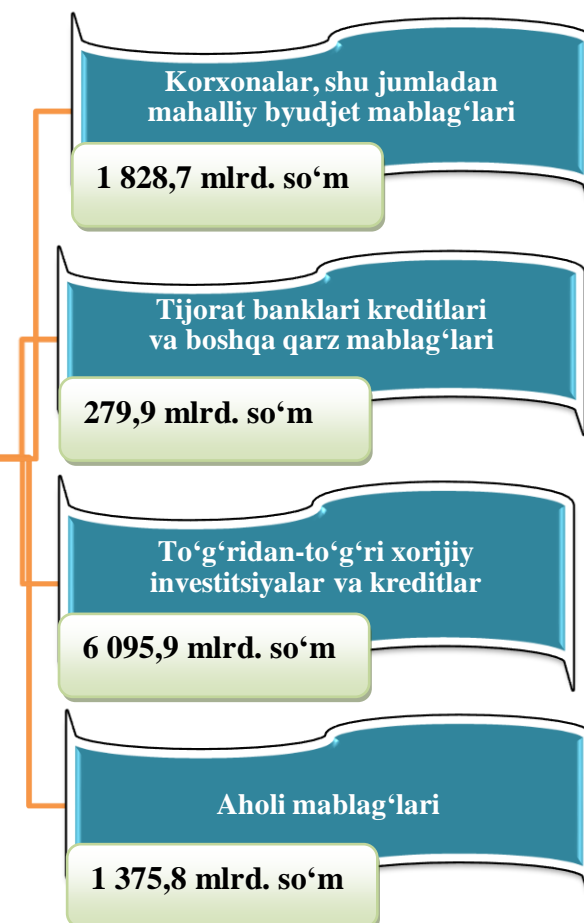 Korxonalar, shu jumladan
mahalliy byudjet mablag‘lari
1 828,7 mlrd. so‘m
Tijorat banklari kreditlari
va boshqa qarz mablag‘lari
279,9 mlrd. so‘m
To‘g‘ridan-to‘g‘ri xorijiy
investitsiyalar va kreditlar
6 095,9 mlrd. so‘m
Aholi mablag‘lari
1 375,8 mlrd. so‘m